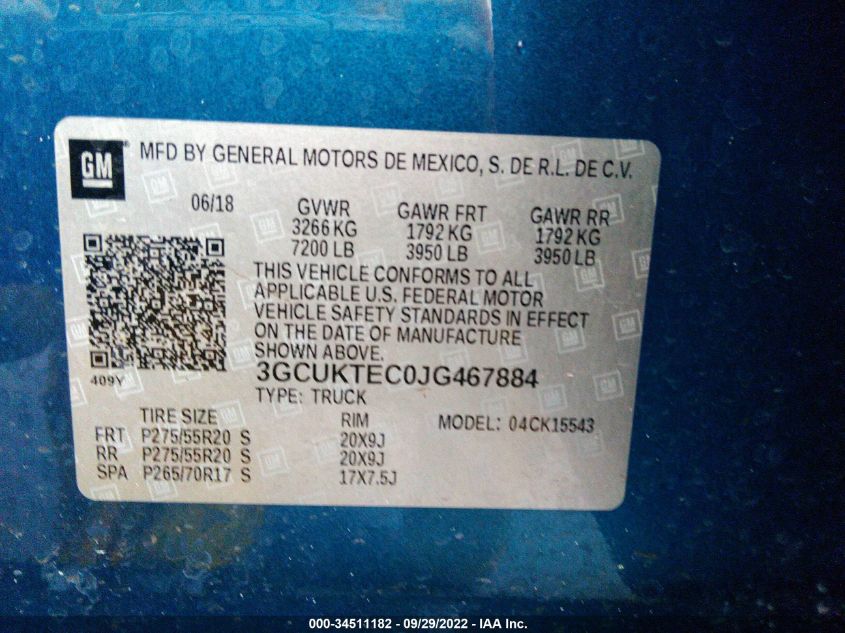 GM
MFD BY GENERAL MOTORS DE MEXICO, S. DE R.L. DE C.V.
06/18 GVWR GAWR FRT GAWR RR
3266 KG 1792 KG 1792 KG
7200 LB 3950 LB 3950 LB
THIS VEHICLE CONFORMS TO ALL
APPLICABLE U.S. FEDERAL MOTOR
VEHICLE SAFETY STANDARDS IN EFFECT
ON THE DATE OF MANUFACTURE
SHOWN ABOVE.
409Y
3GCUKTEC0JG467884
TYPE: TRUCK
TIRE SIZE RIM MODEL: 04CK15543
FRT P275/55R20 S 20X9J
RR P275/55R20 S 20X9J
SPA P265/70R17 S 17X7.5J
000-34511182 - 09/29/2022 - IAA Inc.